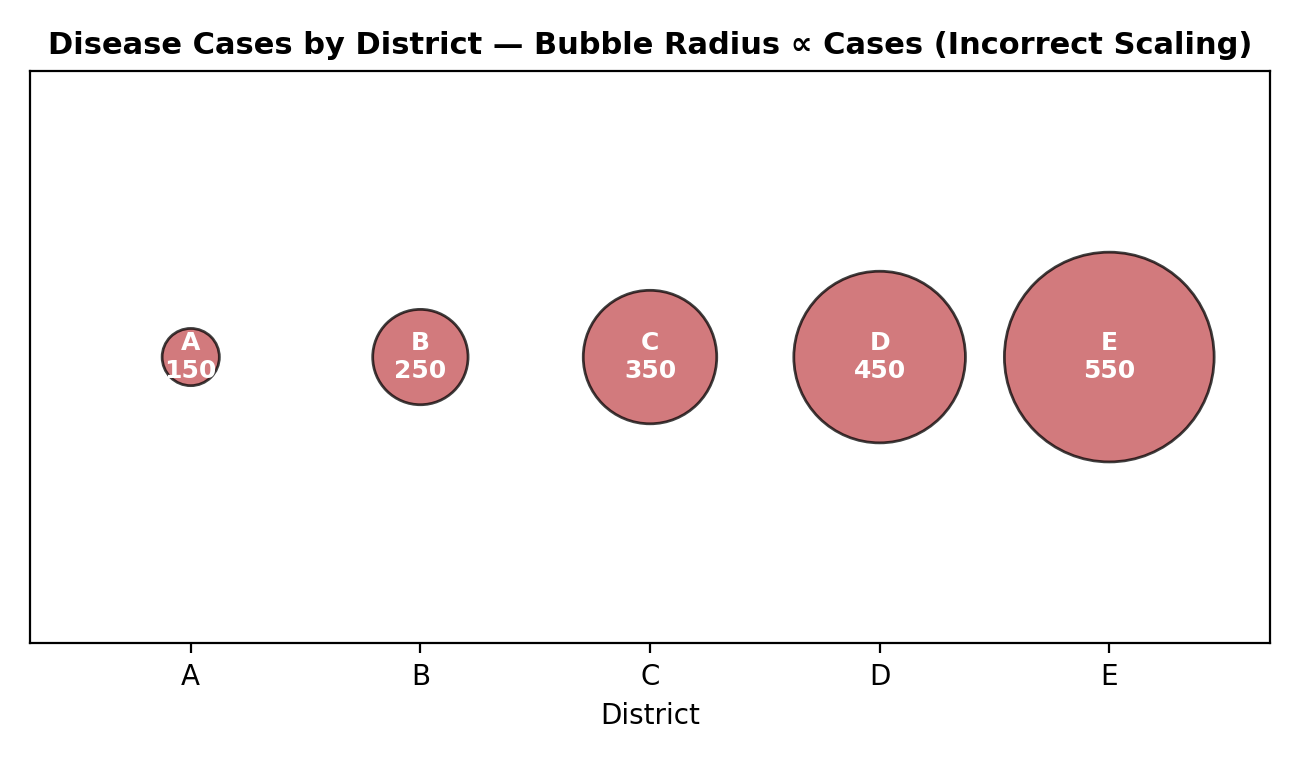 Disease Cases by District — Bubble Radius ∝ Cases (Incorrect Scaling)
A
150
B
250
C
350
D
450
E
550
A
B
C
D
E
District